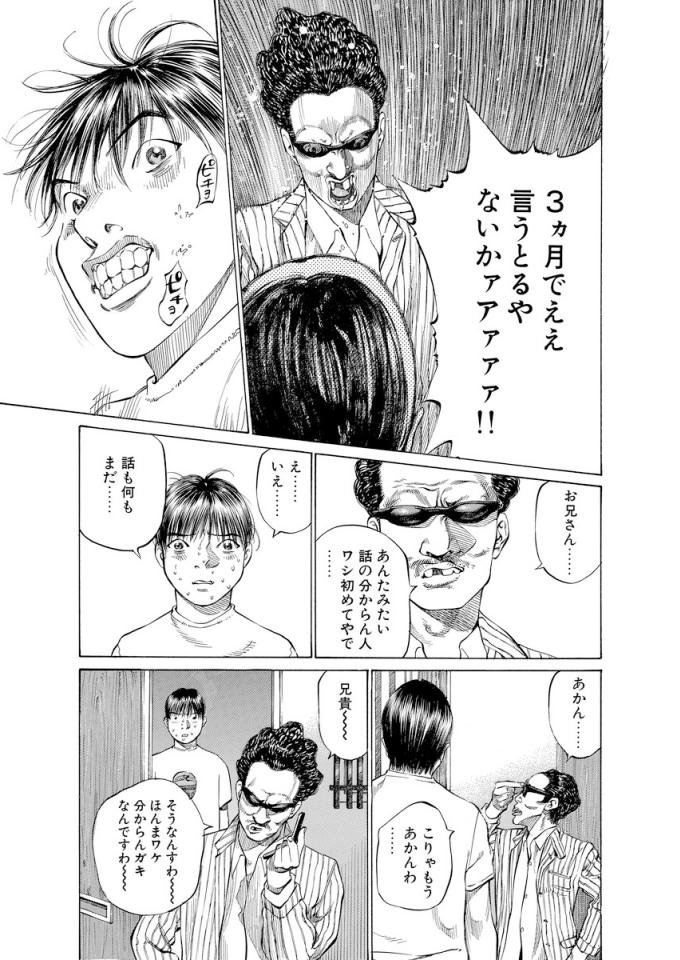 3ヵ月でええ
言うとるや
ないかァアァァァ!!
ピチョ
ピチョ
お兄さん……
あんたみたい
話の分からん人
ワシ初めてやで
……
え……
いえ……
話も何も
まだ……
あかん……
こりゃもう
あかんわ
……
兄貴〜〜
そうなんすわ〜
ほんまワケ
分からんガキ
なんですわ〜〜